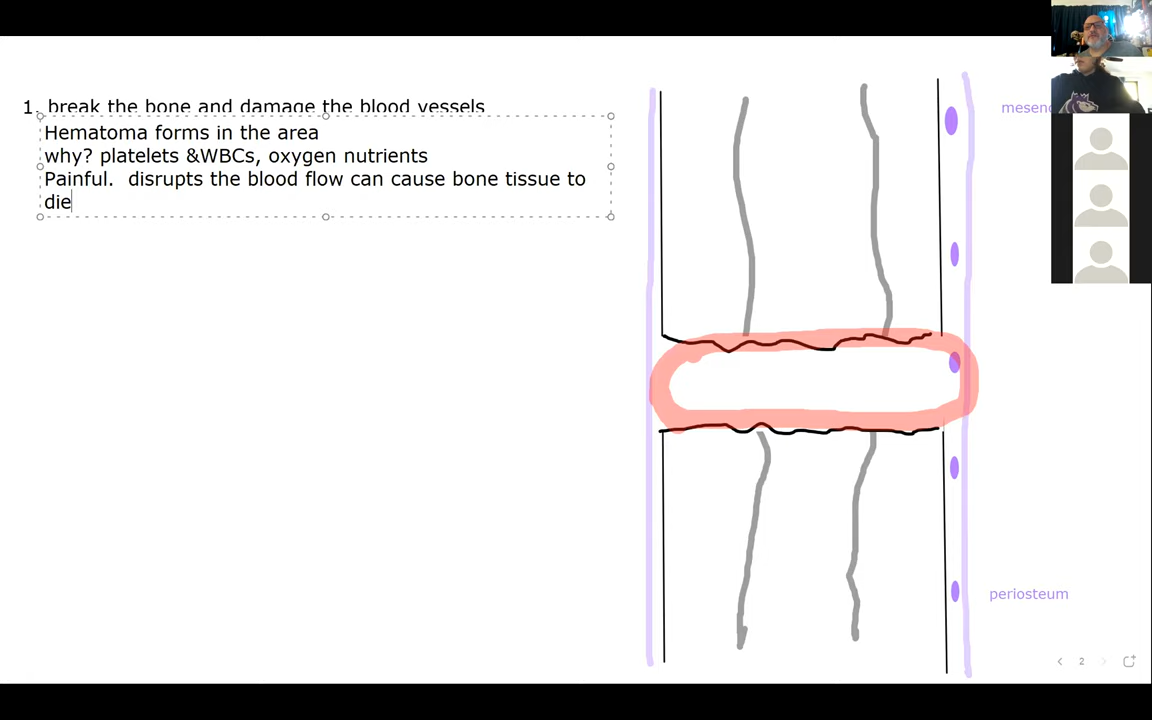 1. break the bone and damage the blood vessels
Hematoma forms in the area
why? platelets &WBCs, oxygen nutrients
Painful.  disrupts the blood flow can cause bone tissue to
die
periosteum
2